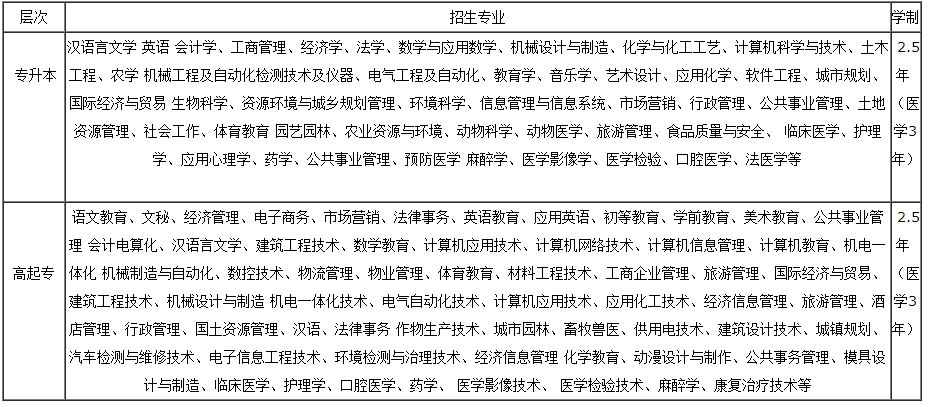 层次 招生专业 学制
汉语言文学 英语 会计学、工商管理、经济学、法学、数学与应用数学、机械设计与制造、化学与化工工艺、计算机科学与技术、土木
工程、农学 机械工程及自动化检测技术及仪器、电气工程及自动化、教育学、音乐学、艺术设计、应用化学、软件工程、城市规划、
国际经济与贸易 生物科学、资源环境与城乡规划管理、环境科学、信息管理与信息系统、市场营销、行政管理、公共事业管理、土地
资源管理、社会工作、体育教育 园艺园林、农业资源与环境、动物科学、动物医学、旅游管理、食品质量与安全、 临床医学、护理
学、应用心理学、药学、公共事业管理、预防医学 麻醉学、医学影像学、医学检验、口腔医学、法医学等
专升本
2.5
年
（医
学3
年）
语文教育、文秘、经济管理、电子商务、市场营销、法律事务、英语教育、应用英语、初等教育、学前教育、美术教育、公共事业管
理 会计电算化、汉语言文学、建筑工程技术、数学教育、计算机应用技术、计算机网络技术、计算机信息管理、计算机教育、机电一
体化 机械制造与自动化、数控技术、物流管理、物业管理、体育教育、材料工程技术、工商企业管理、旅游管理、国际经济与贸易、
建筑工程技术、机械设计与制造 机电一体化技术、电气自动化技术、计算机应用技术、应用化工技术、经济信息管理、旅游管理、酒
店管理、行政管理、国土资源管理、汉语、法律事务 作物生产技术、城市园林、畜牧兽医、供用电技术、建筑设计技术、城镇规划、
汽车检测与维修技术、电子信息工程技术、环境检测与治理技术、经济信息管理 化学教育、动漫设计与制作、公共事务管理、模具设
计与制造、临床医学、护理学、口腔医学、药学、 医学影像技术、 医学检验技术、麻醉学、康复治疗技术等
高起专
2.5
年
（医
学3
年）